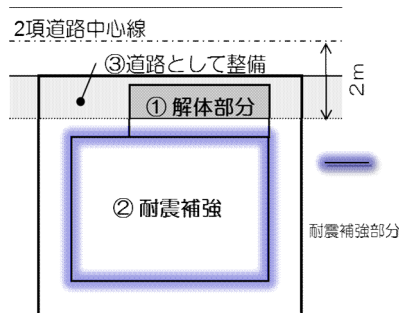 2項道路中心線
③道路として整備
①解体部分
2m
②耐震補強
耐震補強部分